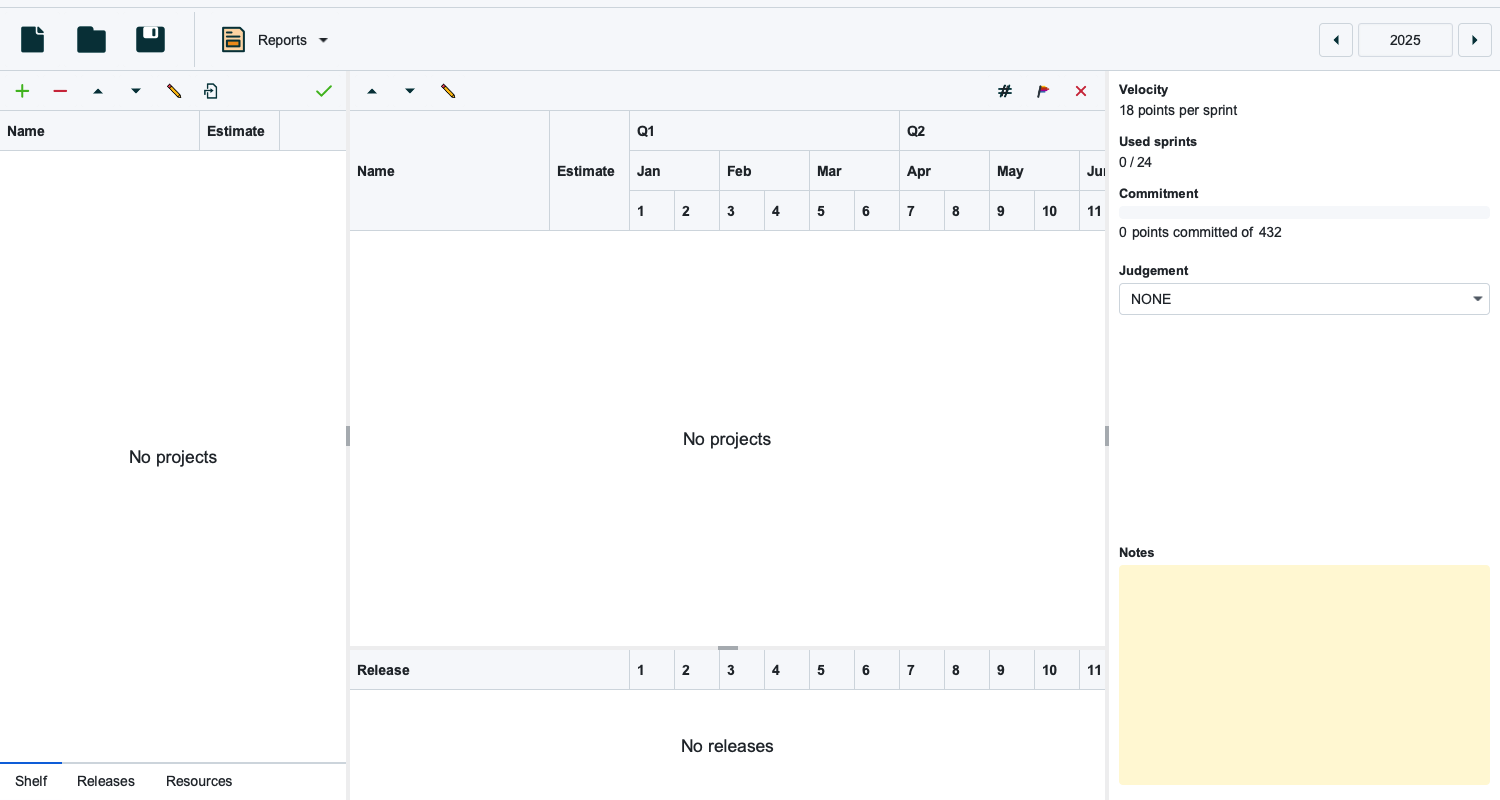 Reports
2025
Name
Estimate
No projects
Shelf
Releases
Resources
Name
Estimate
Q1
Q2
Jan
Feb
Mar
Apr
May
1
2
3
4
5
6
7
8
9
10
11
No projects
Release
1
2
3
4
5
6
7
8
9
10
11
No releases
Velocity
18 points per sprint
Used sprints
0 / 24
Commitment
0 points committed of 432
Judgement
NONE
Notes